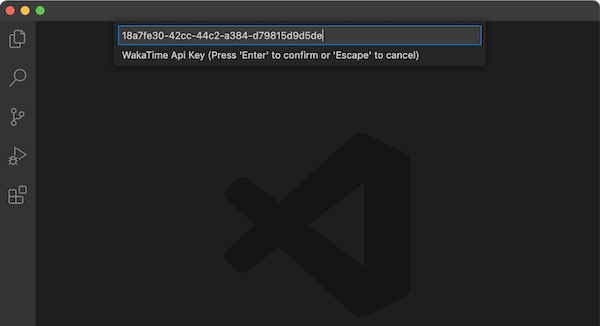 18a7fe30-42cc-44c2-a384-d79815d9d5de
WakaTime Api Key (Press 'Enter' to confirm or 'Escape' to cancel)